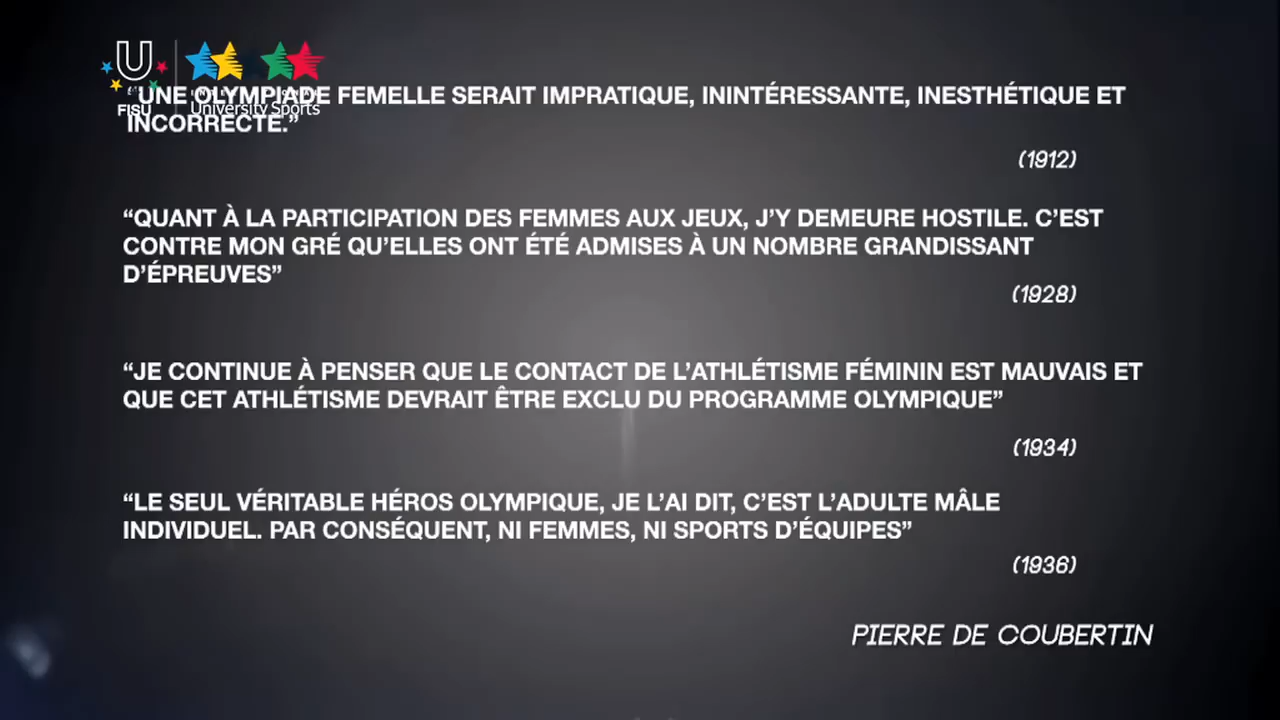 U
FISU
University Sports
“UNE OLYMPIADE FEMELLE SERAIT IMPRATIQUE, ININTÉRESSANTE, INESTHÉTIQUE ET
INCORRECTE.”
(1912)
“QUANT À LA PARTICIPATION DES FEMMES AUX JEUX, J’Y DEMEURE HOSTILE. C’EST
CONTRE MON GRÉ QU’ELLES ONT ÉTÉ ADMISES À UN NOMBRE GRANDISSANT
D’ÉPREUVES”
(1928)
“JE CONTINUE À PENSER QUE LE CONTACT DE L’ATHLÉTISME FÉMININ EST MAUVAIS ET
QUE CET ATHLÉTISME DEVRAIT ÊTRE EXCLU DU PROGRAMME OLYMPIQUE”
(1934)
“LE SEUL VÉRITABLE HÉROS OLYMPIQUE, JE L’AI DIT, C’EST L’ADULTE MÂLE
INDIVIDUEL. PAR CONSÉQUENT, NI FEMMES, NI SPORTS D’ÉQUIPES”
(1936)
PIERRE DE COUBERTIN